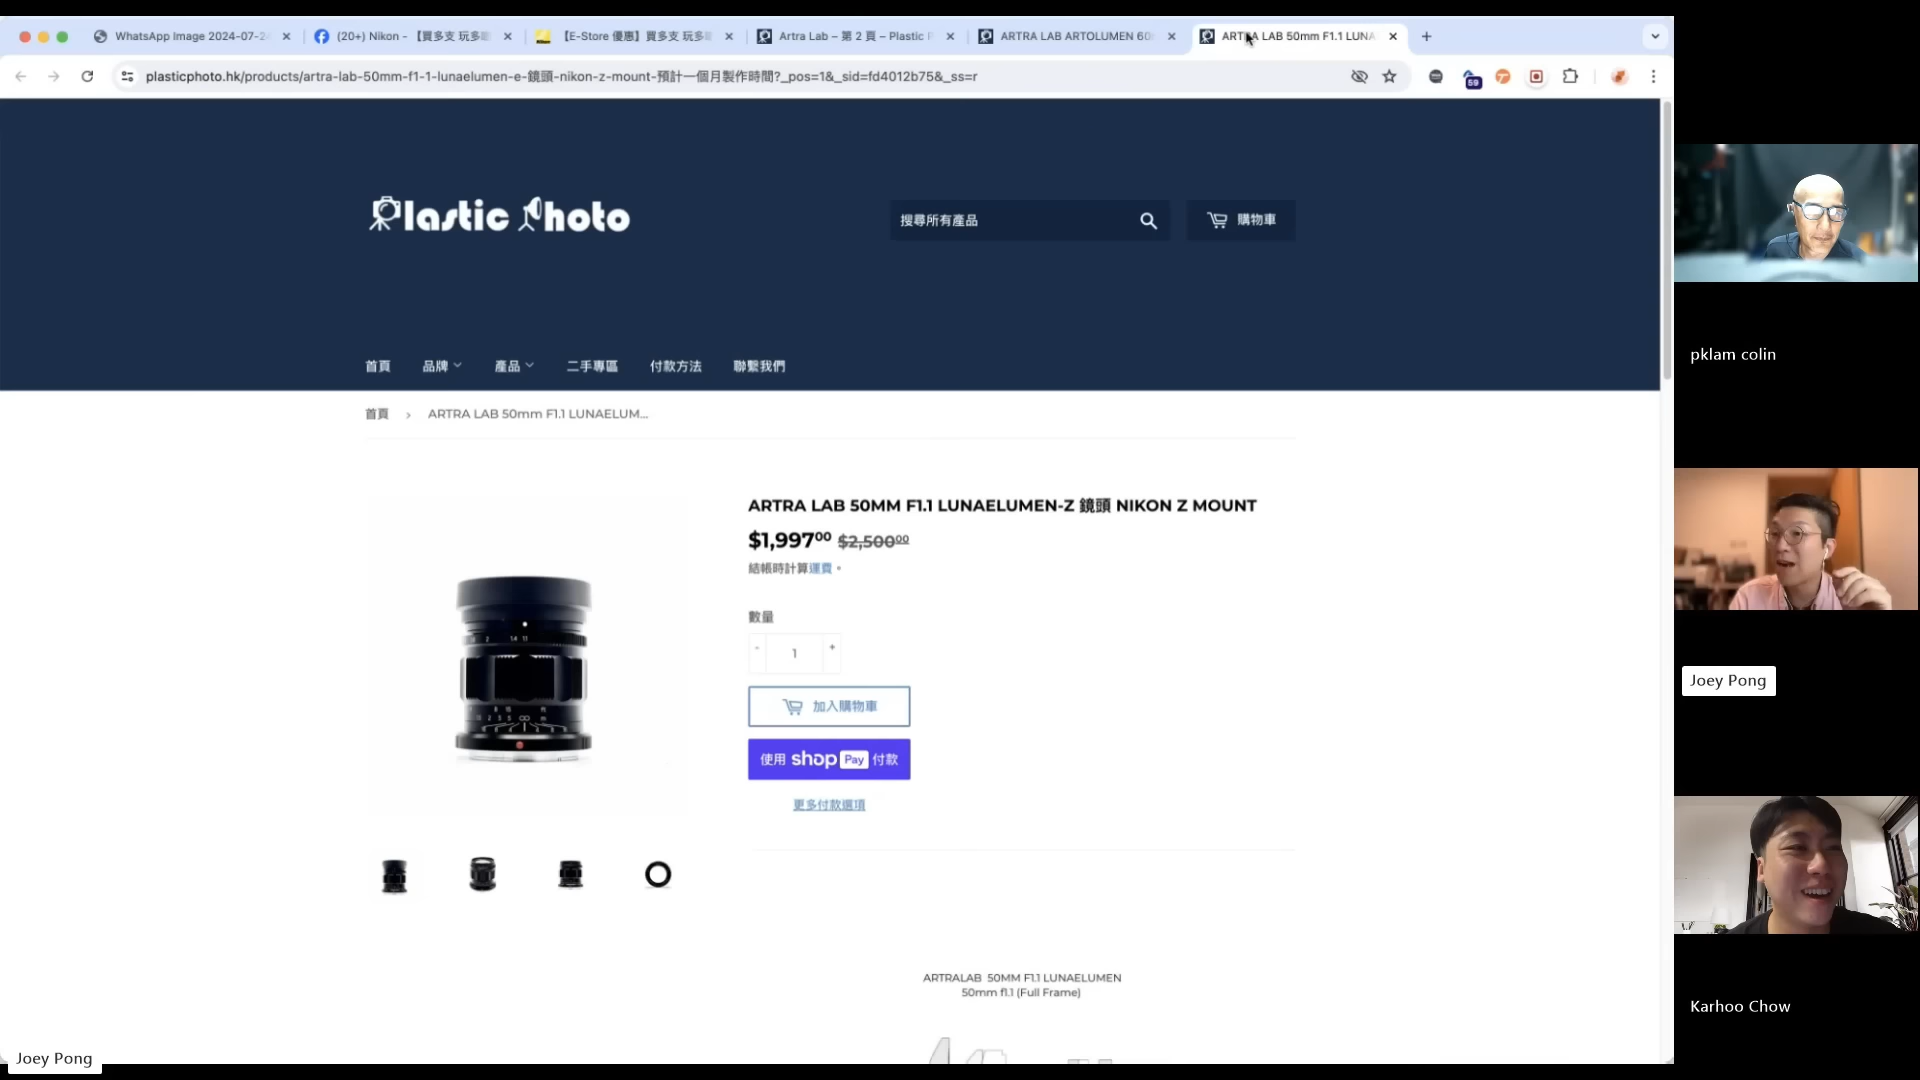 WhatsApp Image 2024-07-2
(20+) Nikon - 【買多支 玩多啲
【E-Store 優惠】買多支 玩多啲
Artra Lab – 第 2 頁 – Plastic P
ARTRA LAB ARTOLUMEN 60
ARTRA LAB 50mm F1.1 LUNA
plasticphoto.hk/products/artra-lab-50mm-f1-1-lunaelumen-e-鏡頭-nikon-z-mount-預計一個月製作時間?_pos=1&_sid=fd4012b75&_ss=r
59
Plastic Photo
搜尋所有產品
購物車
首頁 品牌 產品 二手專區 付款方法 聯繫我們
首頁 › ARTRA LAB 50mm F1.1 LUNAELUM...
ARTRA LAB 50MM F1.1 LUNAELUMEN-Z 鏡頭 NIKON Z MOUNT
$1,997.00 $2,500.00
結帳時計算運費。
數量
- 1 +
加入購物車
使用 shop Pay 付款
更多付款選項
ARTRALAB 50MM F1.1 LUNAELUMEN
50mm f1.1 (Full Frame)
Joey Pong
pklam colin
Joey Pong
Karhoo Chow